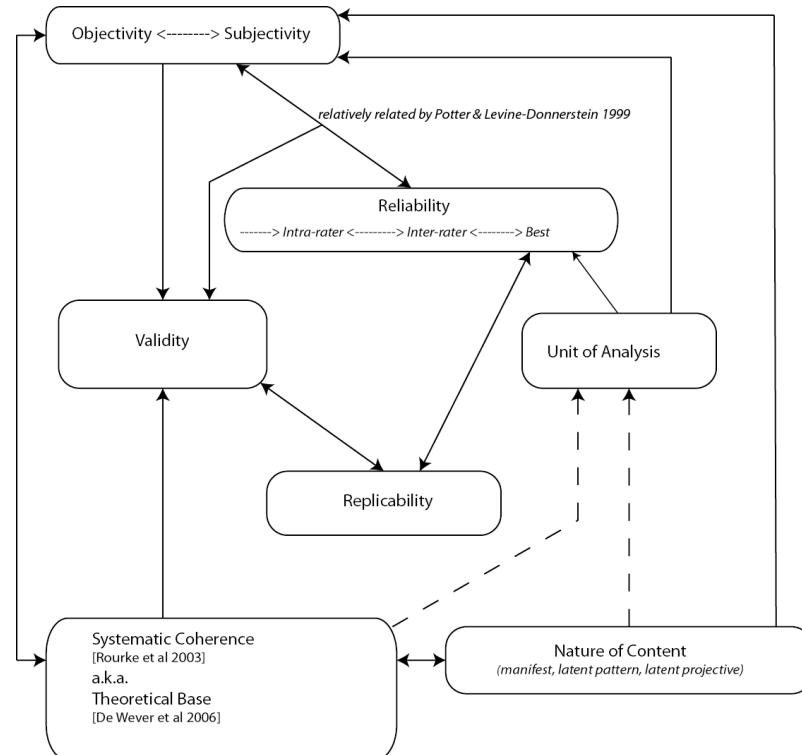 Objectivity <--------> Subjectivity
relatively related by Potter & Levine-Donnerstein 1999
Reliability
-------> Intra-rater <---------> Inter-rater <--------> Best
Validity
Unit of Analysis
Replicability
Systematic Coherence
[Rourke et al 2003]
a.k.a.
Theoretical Base
[De Wever et al 2006]
Nature of Content
(manifest, latent pattern, latent projective)